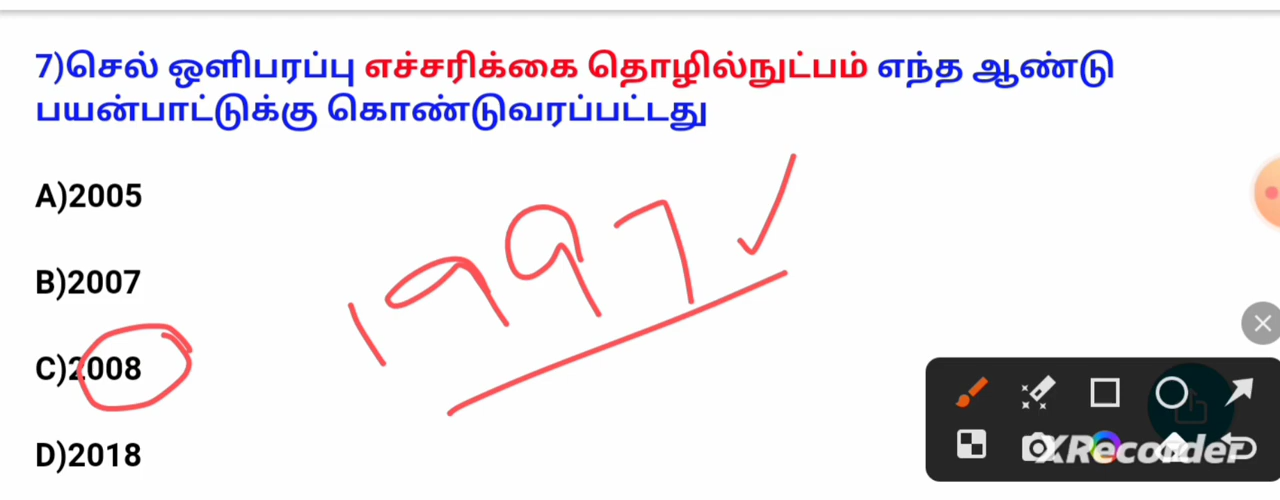 7)செல் ஒளிபரப்பு எச்சரிக்கை தொழில்நுட்பம் எந்த ஆண்டு
பயன்பாட்டுக்கு கொண்டுவரப்பட்டது
A)2005
1997
B)2007
C)2008
D)2018
XRecorder